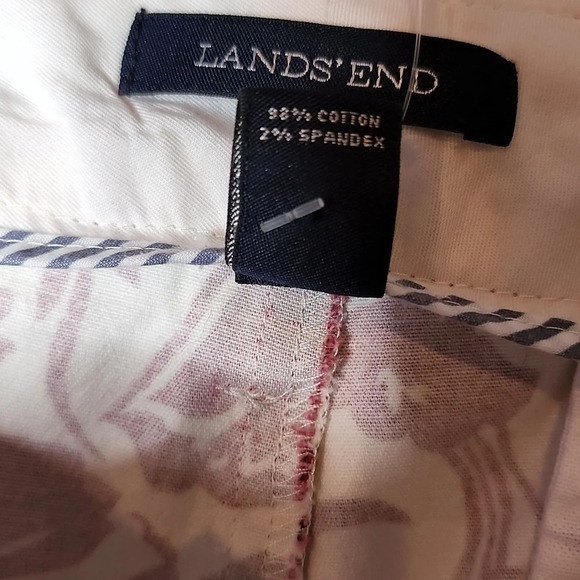 LANDS' END
98% COTTON
2% SPANDEX